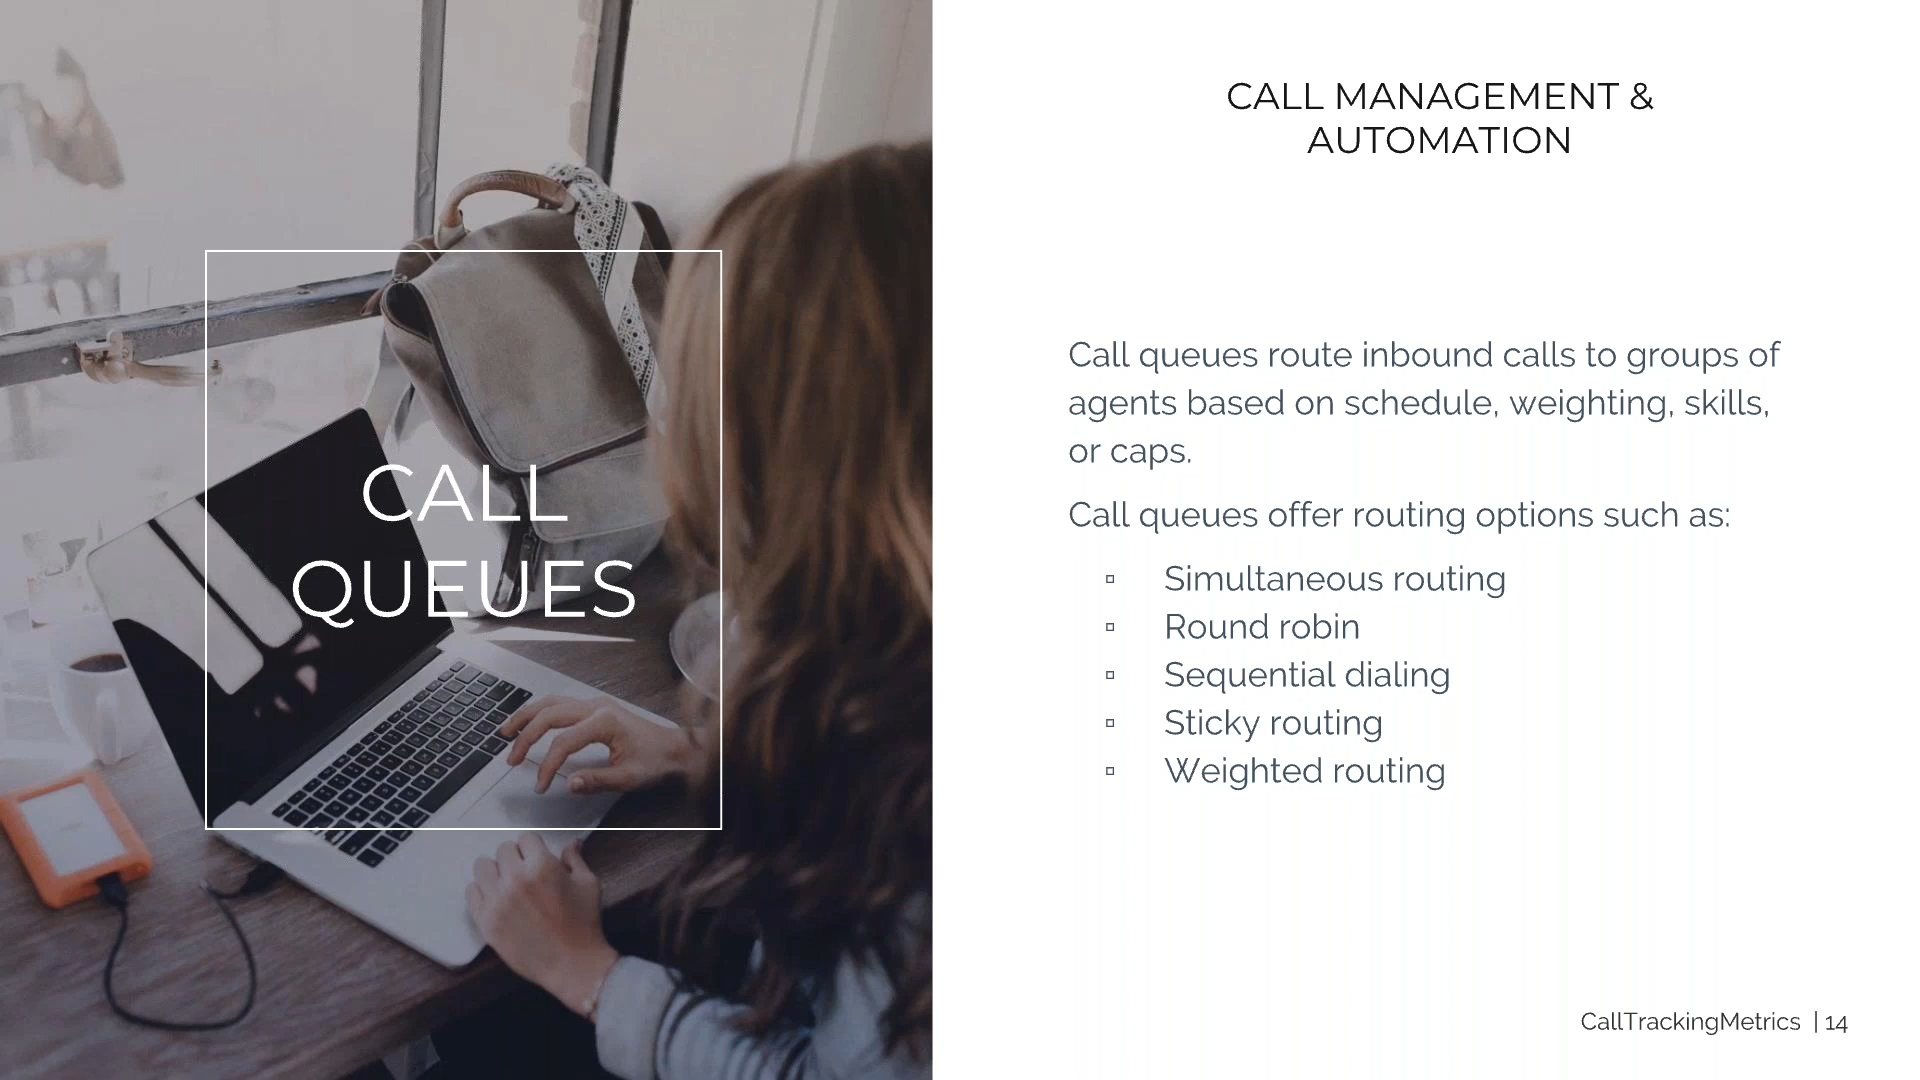 CALL
QUEUES
CALL MANAGEMENT &
AUTOMATION
Call queues route inbound calls to groups of
agents based on schedule, weighting, skills,
or caps.
Call queues offer routing options such as:
▫ Simultaneous routing
▫ Round robin
▫ Sequential dialing
▫ Sticky routing
▫ Weighted routing
CallTrackingMetrics | 14